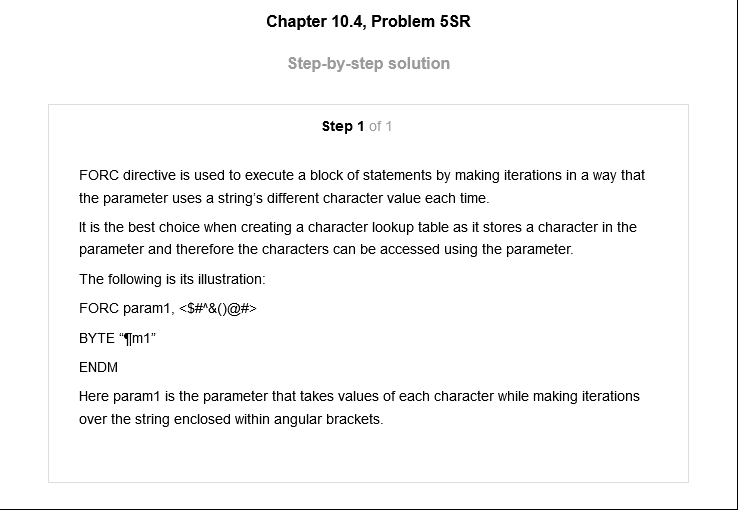 Chapter 10.4, Problem 5SR
Step-by-step solution
Step 1 of 1
FORC directive is used to execute a block of statements by making iterations in a way that
the parameter uses a string's different character value each time.
It is the best choice when creating a character lookup table as it stores a character in the
parameter and therefore the characters can be accessed using the parameter.
The following is its illustration:
FORC param1, <$#^&()@#>
BYTE “¶m1”
ENDM
Here param1 is the parameter that takes values of each character while making iterations
over the string enclosed within angular brackets.